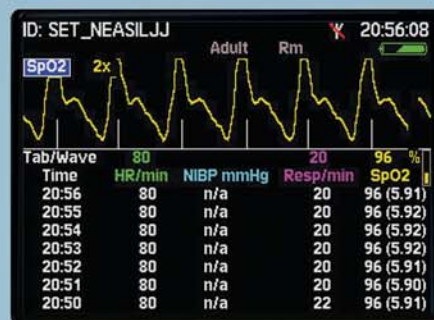 ID: SET_NEASILJJ 20:56:08
Adult Rm
SpO2 2x
Tab/Wave 80 20 96 %
Time HR/min NIBP mmHg Resp/min SpO2
20:56 80 n/a 20 96 (5.91)
20:55 80 n/a 20 96 (5.92)
20:54 80 n/a 20 96 (5.92)
20:53 80 n/a 20 96 (5.92)
20:52 80 n/a 20 96 (5.91)
20:51 80 n/a 20 96 (5.90)
20:50 80 n/a 22 96 (5.91)